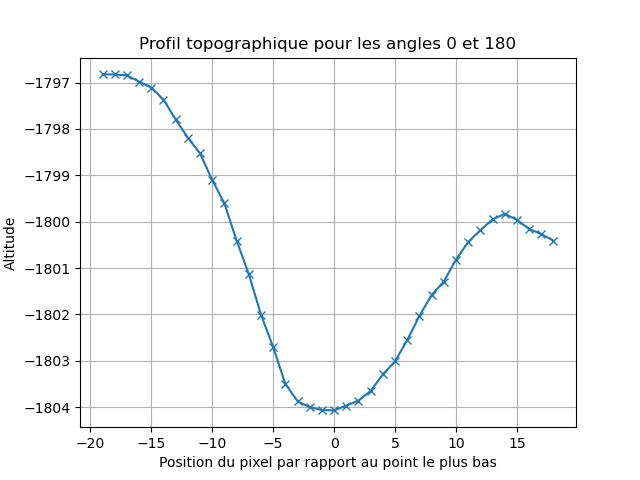 Profil topographique pour les angles 0 et 180
−1797
−1798
−1799
−1800
−1801
−1802
−1803
−1804
Altitude
−20 −15 −10 −5 0 5 10 15
Position du pixel par rapport au point le plus bas